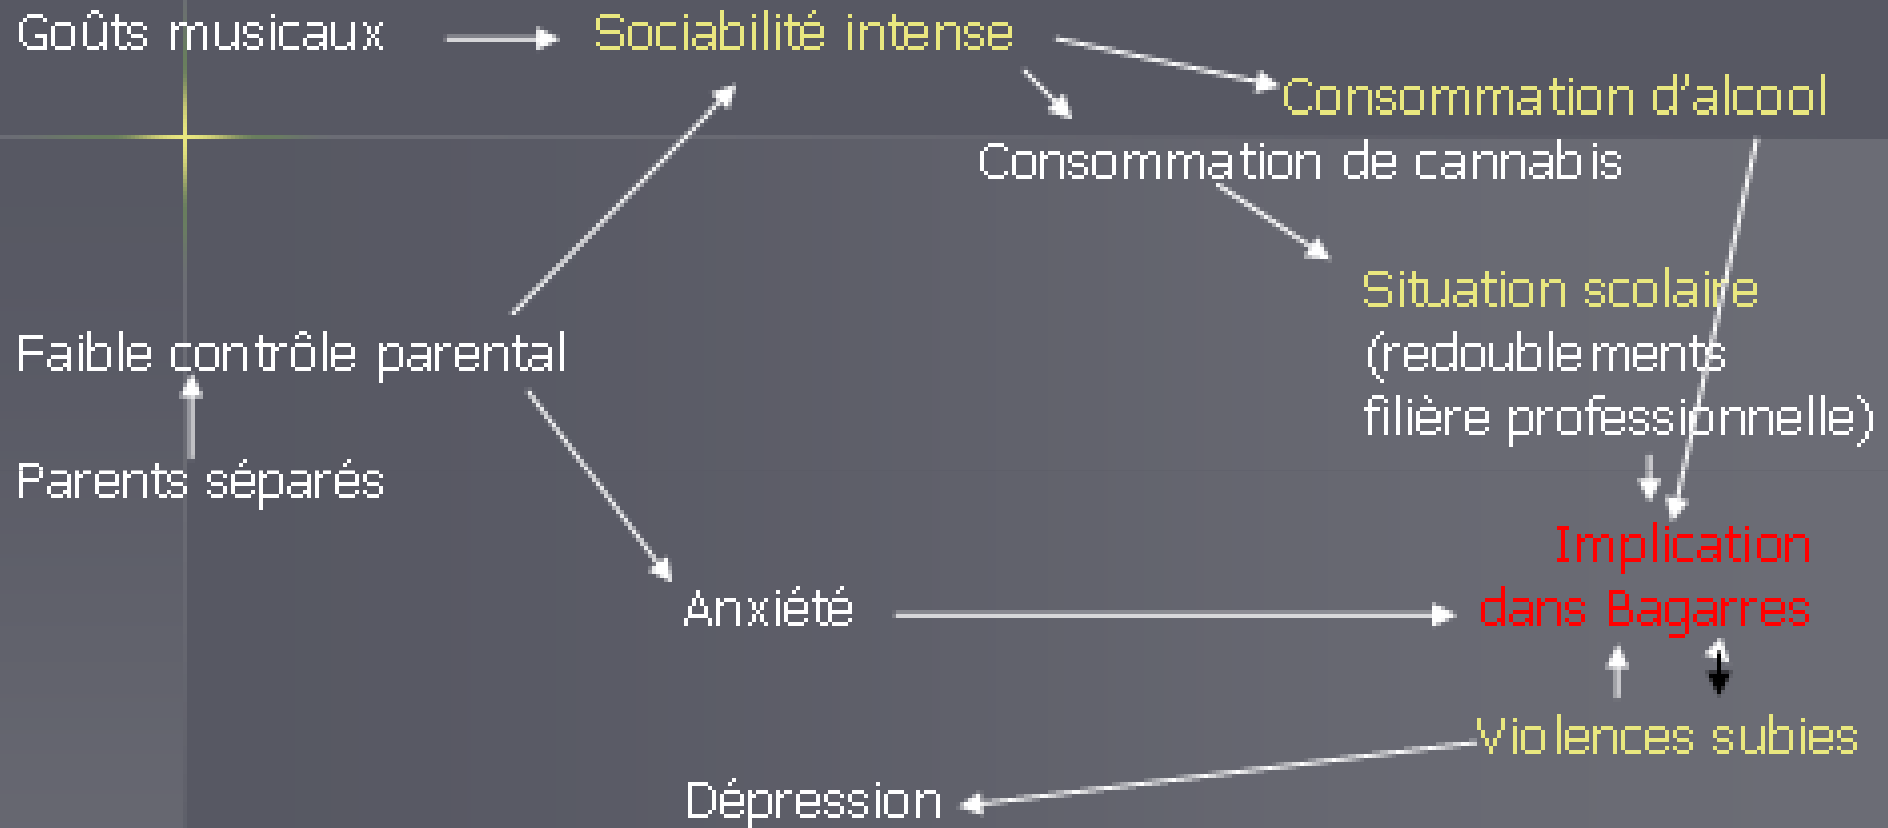 Goûts musicaux
Sociabilité intense
Consommation d'alcool
Consommation de cannabis
Situation scolaire
(redoublements
filière professionnelle)
Faible contrôle parental
Parents séparés
Implication
dans Bagarres
Anxiété
Violences subies
Dépression